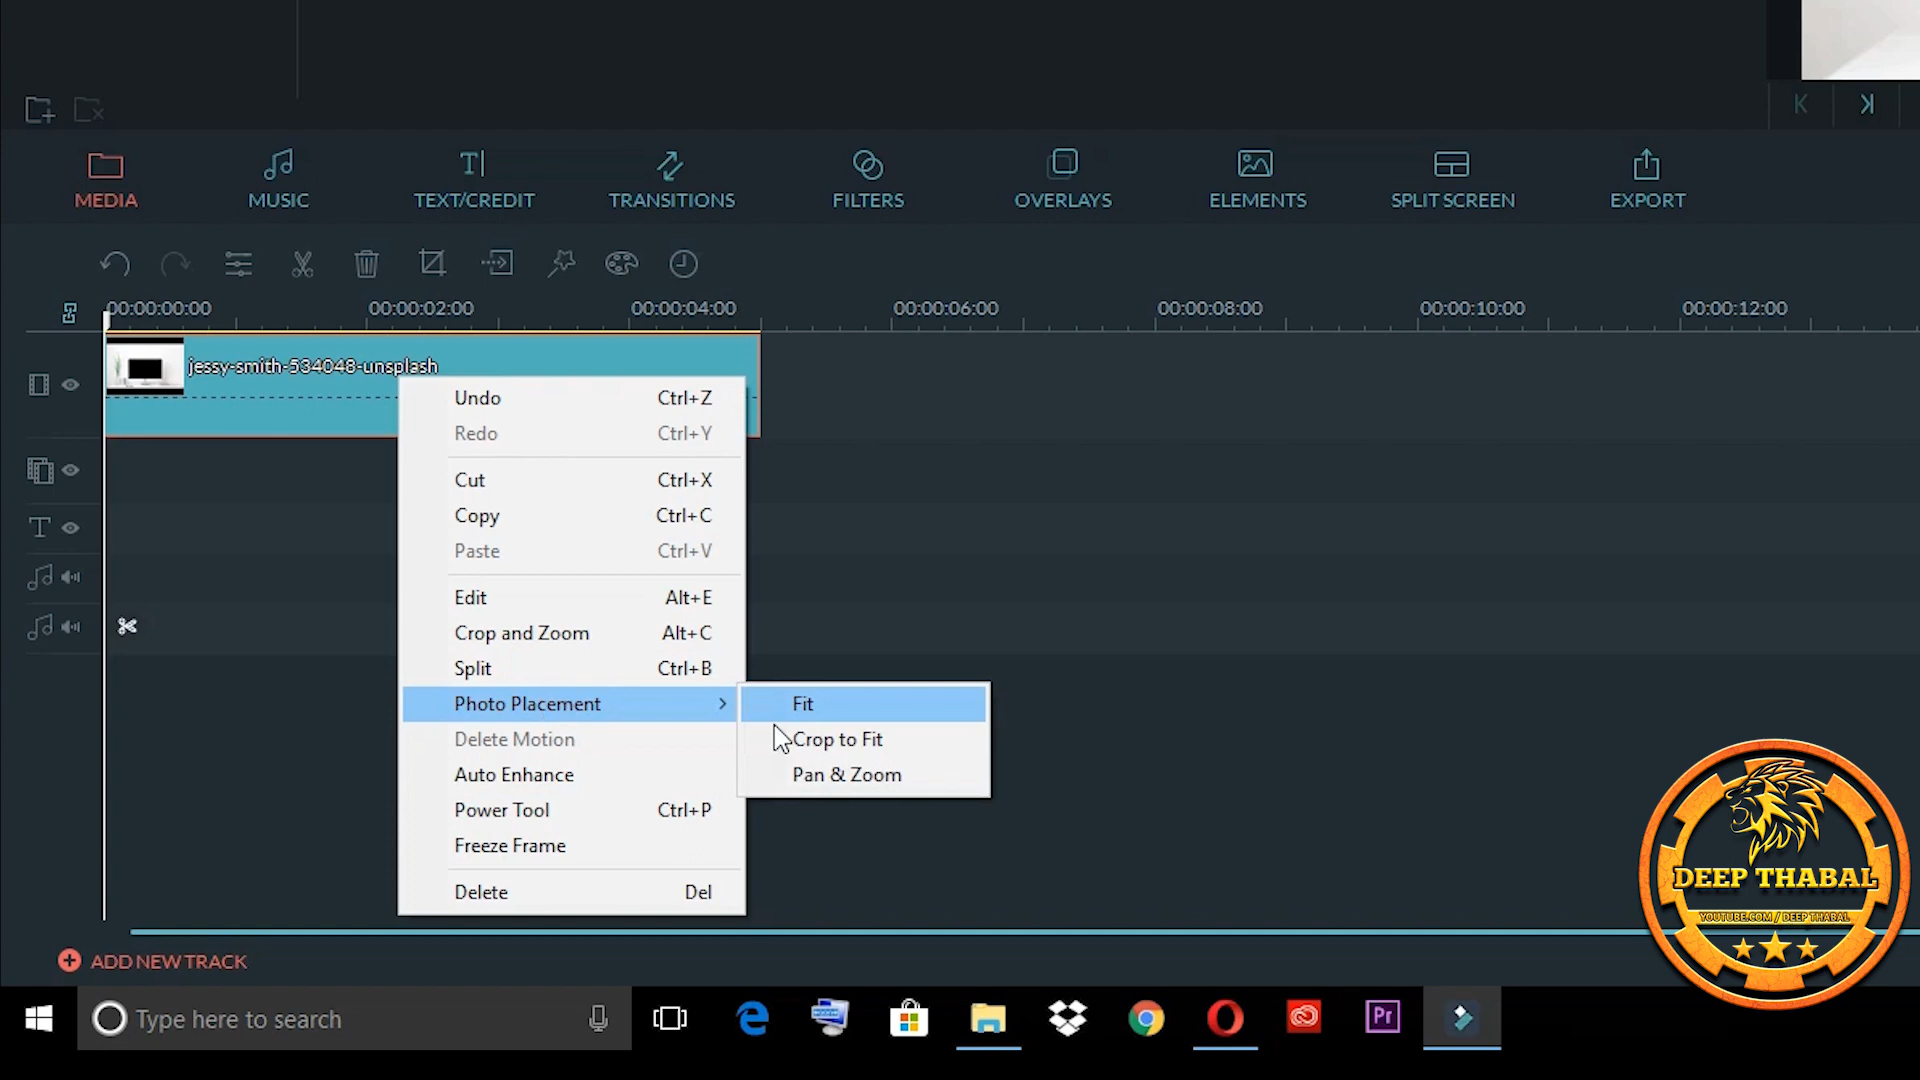 MEDIA
MUSIC
TEXT/CREDIT
TRANSITIONS
FILTERS
OVERLAYS
ELEMENTS
SPLIT SCREEN
EXPORT
00:00:00:00
00:00:02:00
00:00:04:00
00:00:06:00
00:00:08:00
00:00:10:00
00:00:12:00
jessy-smith-534048-unsplash
Undo Ctrl+Z
Redo Ctrl+Y
Cut Ctrl+X
Copy Ctrl+C
Paste Ctrl+V
Edit Alt+E
Crop and Zoom Alt+C
Split Ctrl+B
Photo Placement
Delete Motion
Auto Enhance
Power Tool Ctrl+P
Freeze Frame
Delete Del
Fit
Crop to Fit
Pan & Zoom
DEEP THABAL
YOUTUBE.COM / DEEP THABAL
ADD NEW TRACK
Type here to search
Pr